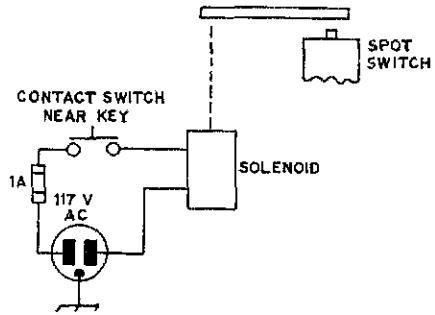 SPOT
SWITCH
CONTACT SWITCH
NEAR KEY
SOLENOID
1A
117 V
AC